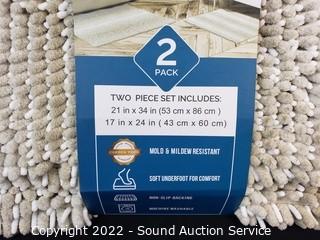 2
PACK
TWO PIECE SET INCLUDES:
21 in x 34 in (53 cm x 86 cm )
17 in x 24 in ( 43 cm x 60 cm)
MOLD & MILDEW RESISTANT
SOFT UNDERFOOT FOR COMFORT
NON-SLIP BACKING
MACHINE WASHABLE
Copyright 2022 - Sound Auction Service